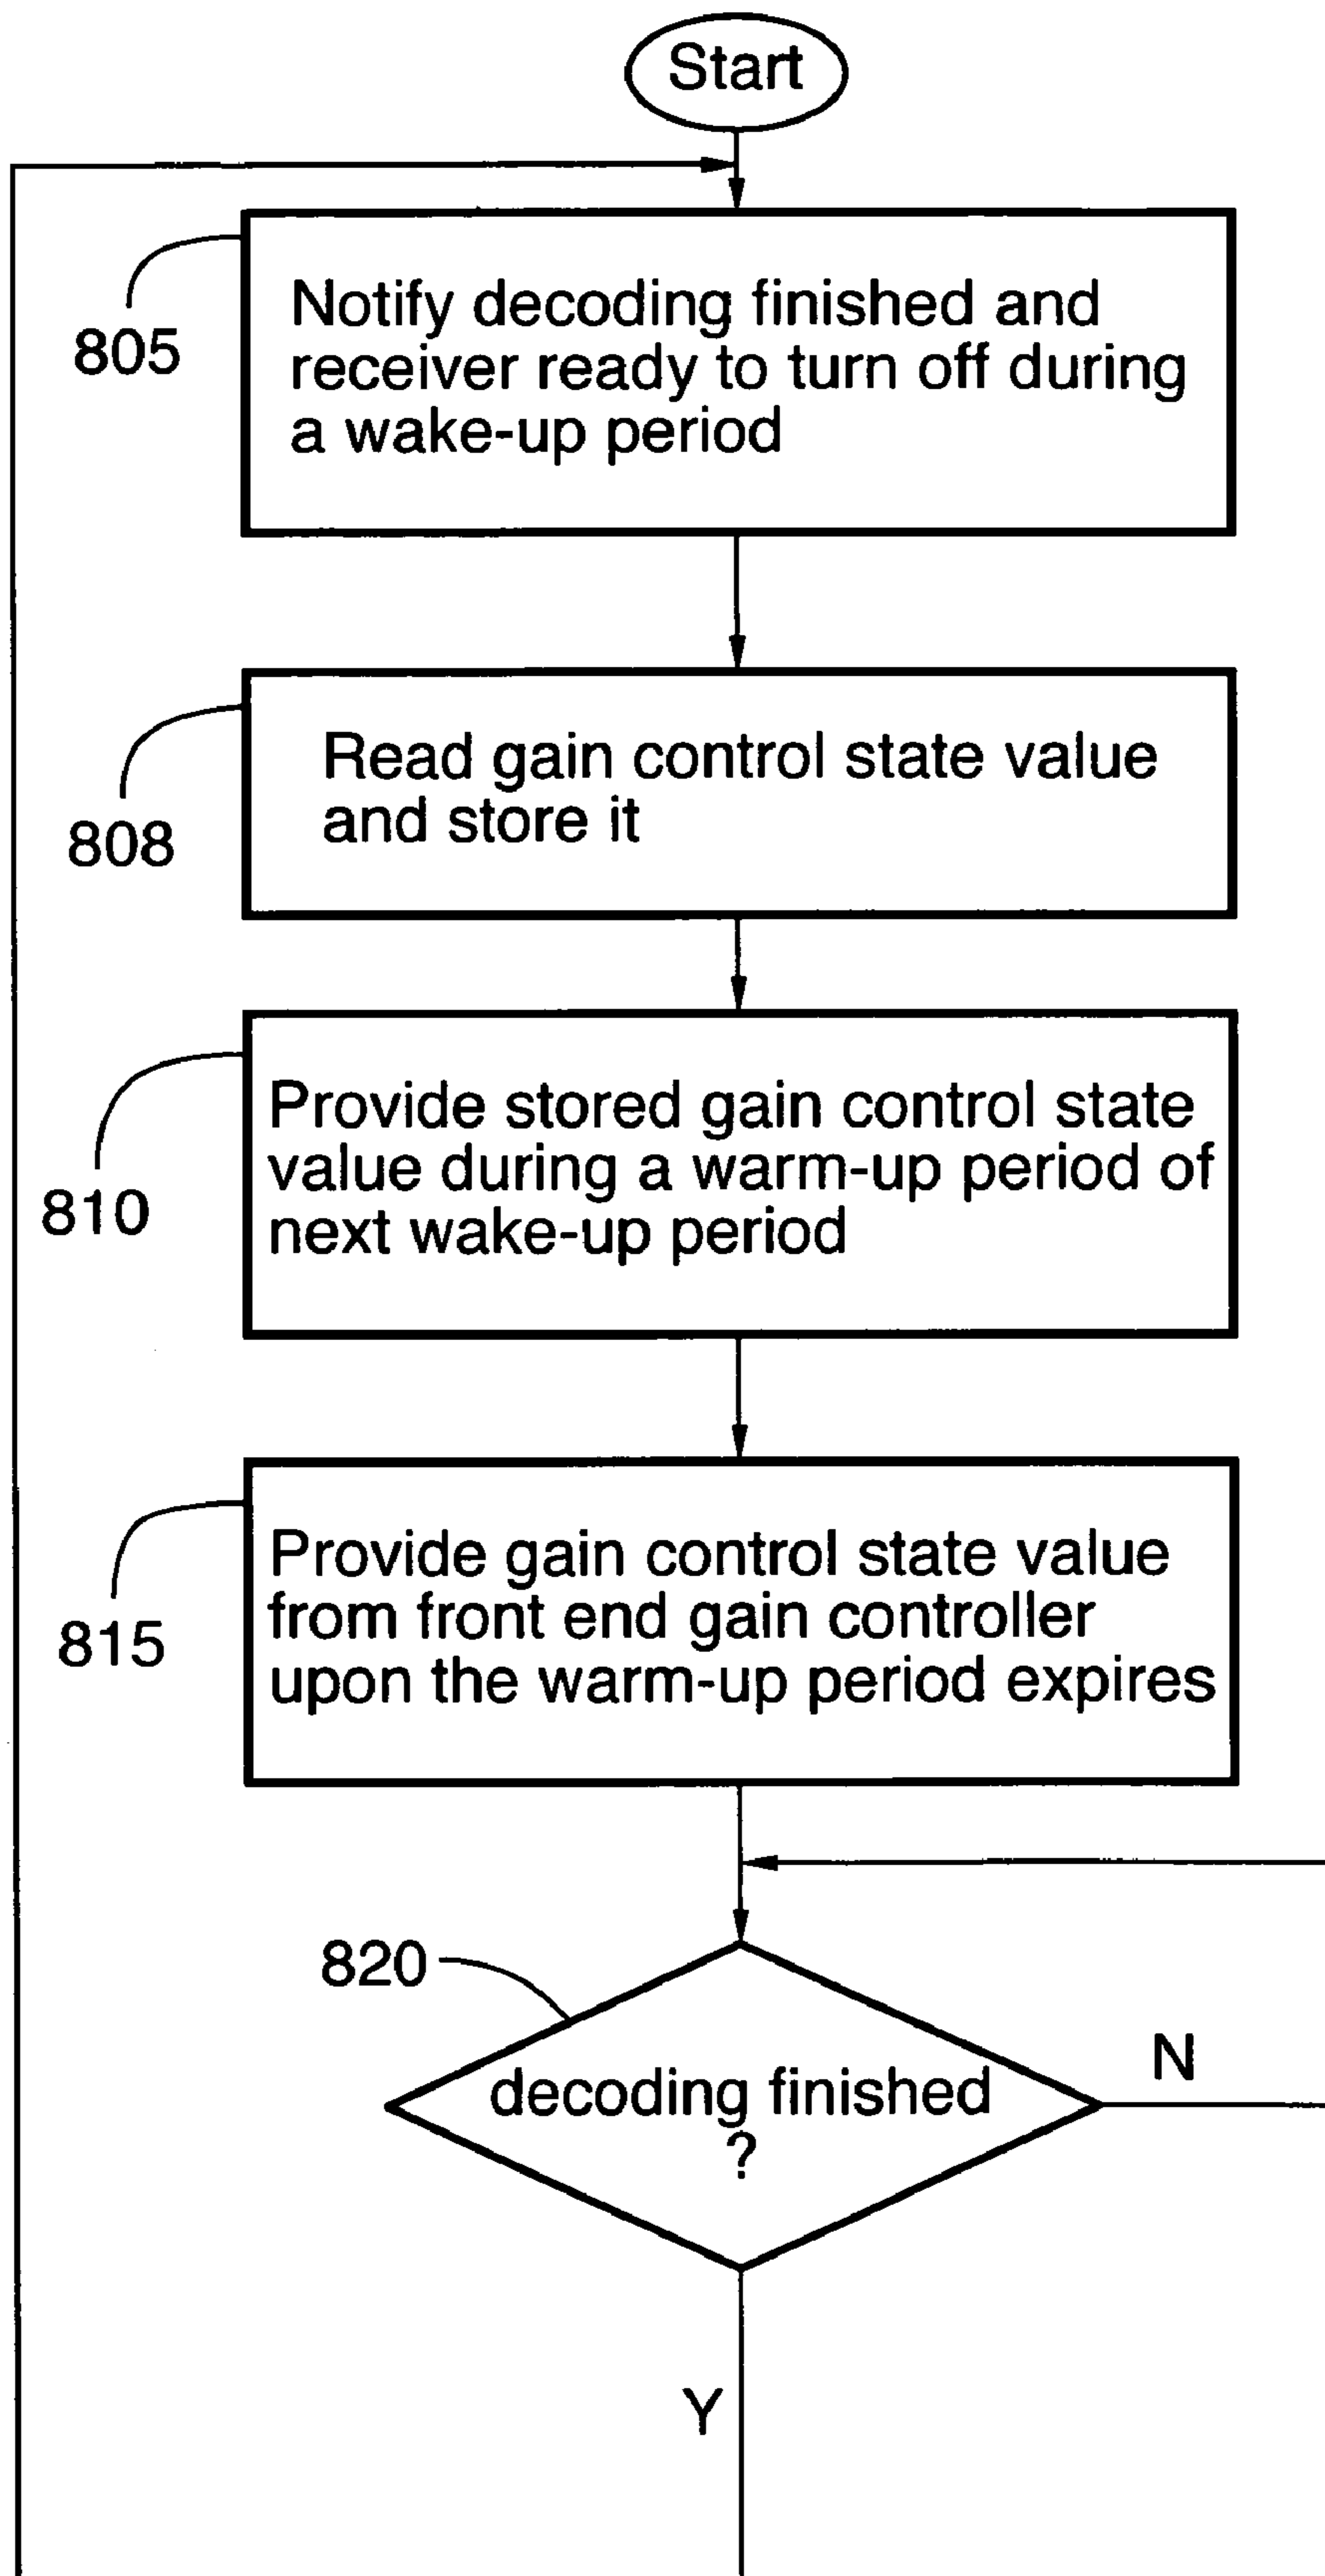 Start
805
Notify decoding finished and
receiver ready to turn off during
a wake-up period
808
Read gain control state value
and store it
810
Provide stored gain control state
value during a warm-up period of
next wake-up period
815
Provide gain control state value
from front end gain controller
upon the warm-up period expires
820
decoding finished
?
N
Y